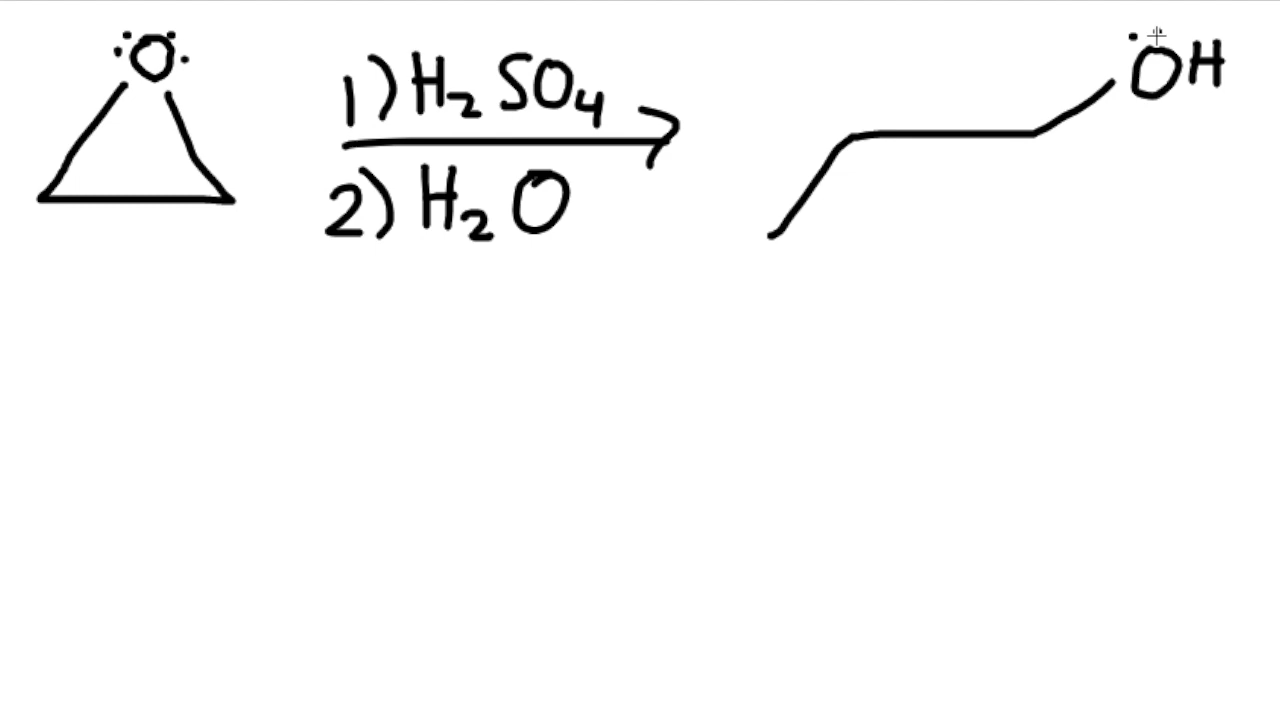 O
1) H₂SO₄
2) H₂O
OH